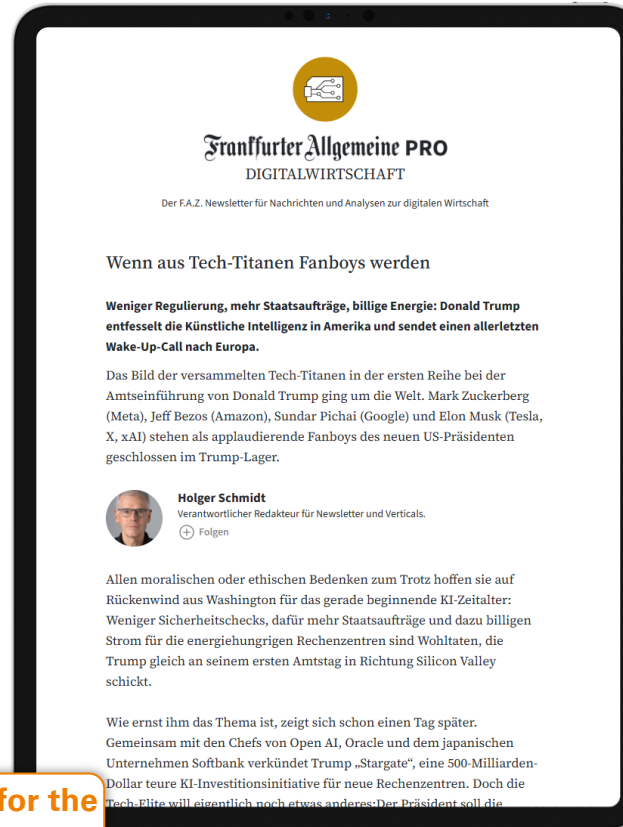 Frankfurter Allgemeine PRO
DIGITALWIRTSCHAFT
Der F.A.Z. Newsletter für Nachrichten und Analysen zur digitalen Wirtschaft
Wenn aus Tech-Titanen Fanboys werden
Weniger Regulierung, mehr Staatsaufträge, billige Energie: Donald Trump
entfesselt die Künstliche Intelligenz in Amerika und sendet einen allerletzten
Wake-Up-Call nach Europa.
Das Bild der versammelten Tech-Titanen in der ersten Reihe bei der
Amtseinführung von Donald Trump ging um die Welt. Mark Zuckerberg
(Meta), Jeff Bezos (Amazon), Sundar Pichai (Google) und Elon Musk (Tesla,
X, xAI) stehen als applaudierende Fanboys des neuen US-Präsidenten
geschlossen im Trump-Lager.
Holger Schmidt
Verantwortlicher Redakteur für Newsletter und Verticals.
Folgen
Allen moralischen oder ethischen Bedenken zum Trotz hoffen sie auf
Rückenwind aus Washington für das gerade beginnende KI-Zeitalter:
Weniger Sicherheitschecks, dafür mehr Staatsaufträge und dazu billigen
Strom für die energiehungrigen Rechenzentren sind Wohltaten, die
Trump gleich an seinem ersten Amtstag in Richtung Silicon Valley
schickt.
Wie ernst ihm das Thema ist, zeigt sich schon einen Tag später.
Gemeinsam mit den Chefs von Open AI, Oracle und dem japanischen
Unternehmen Softbank verkündet Trump „Stargate“, eine 500-Milliarden-
Dollar teure KI-Investitionsinitiative für neue Rechenzentren. Doch die
Tech-Elite will eigentlich noch etwas anderes:Der Präsident soll die
for the